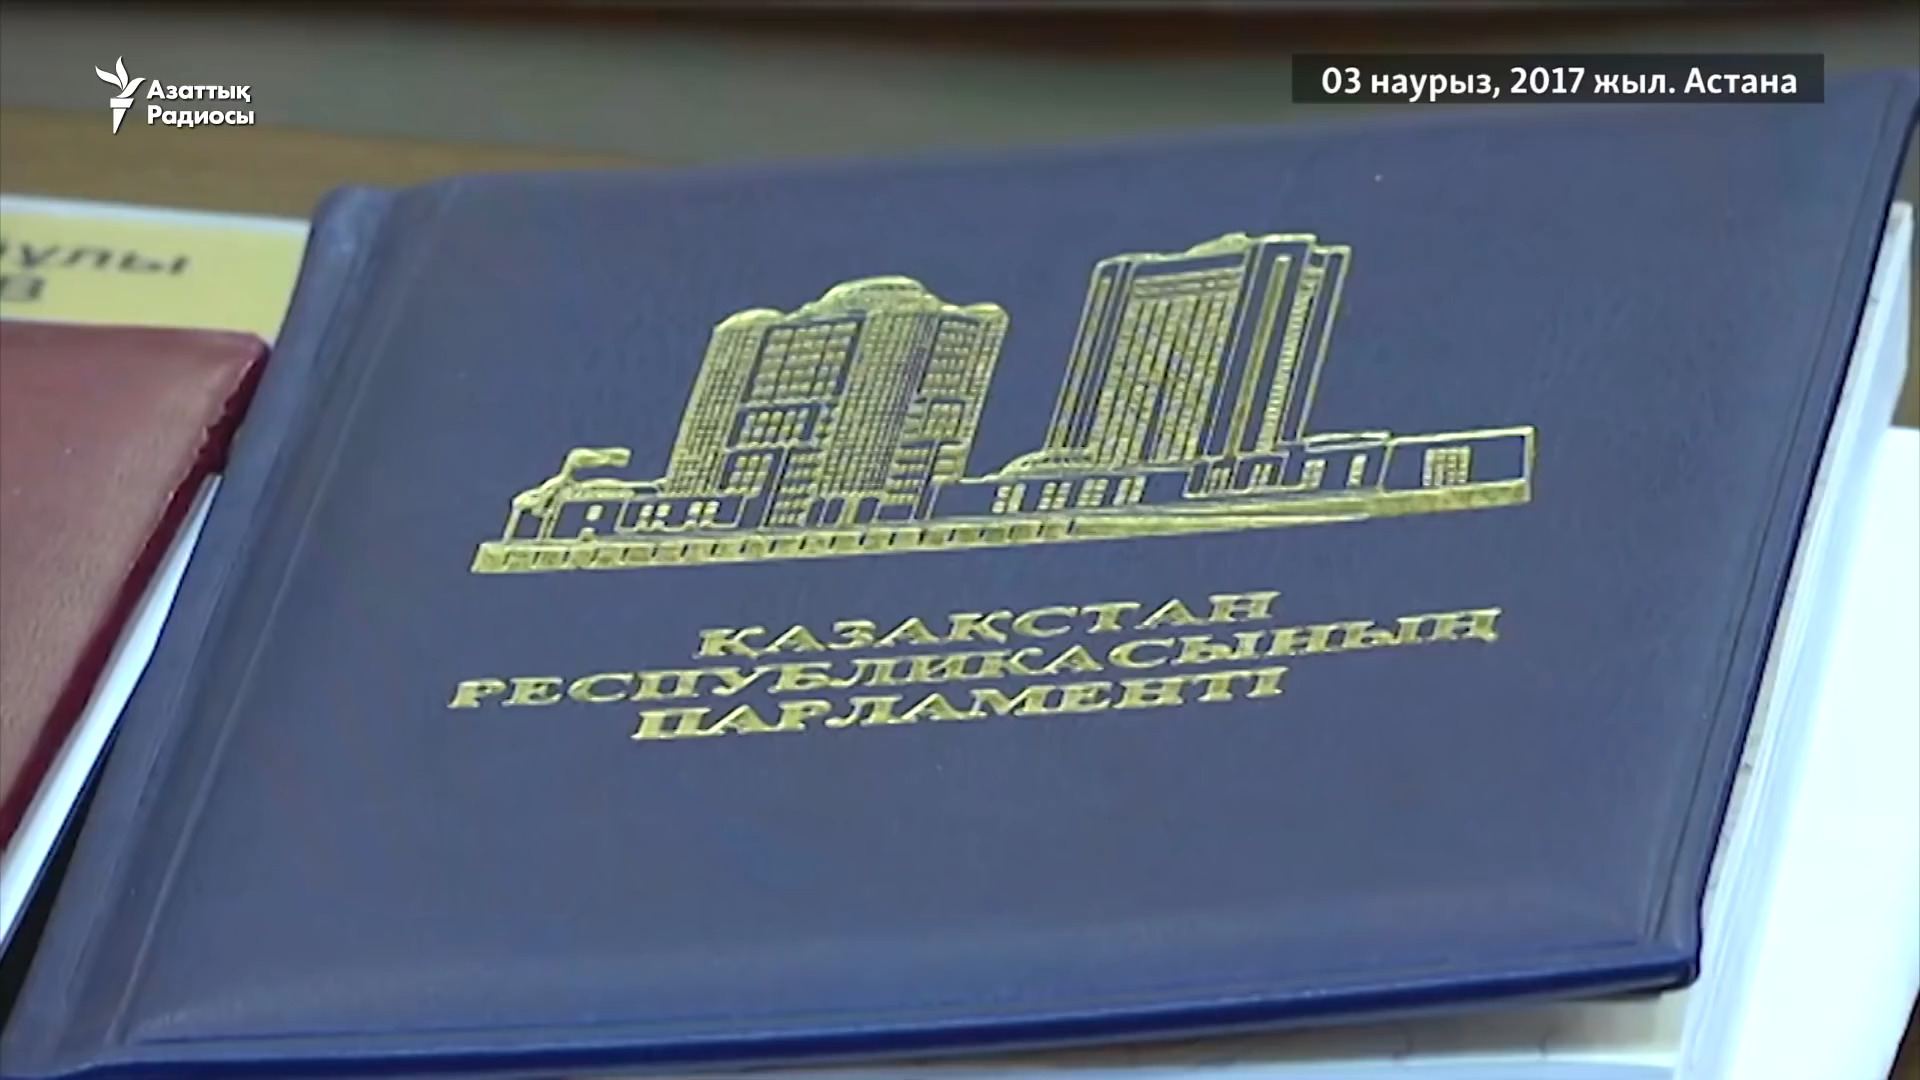 Азаттық
Радиосы
03 наурыз, 2017 жыл. Астана
ҚАЗАҚСТАН
РЕСПУБЛИКАСЫНЫҢ
ПАРЛАМЕНТІ